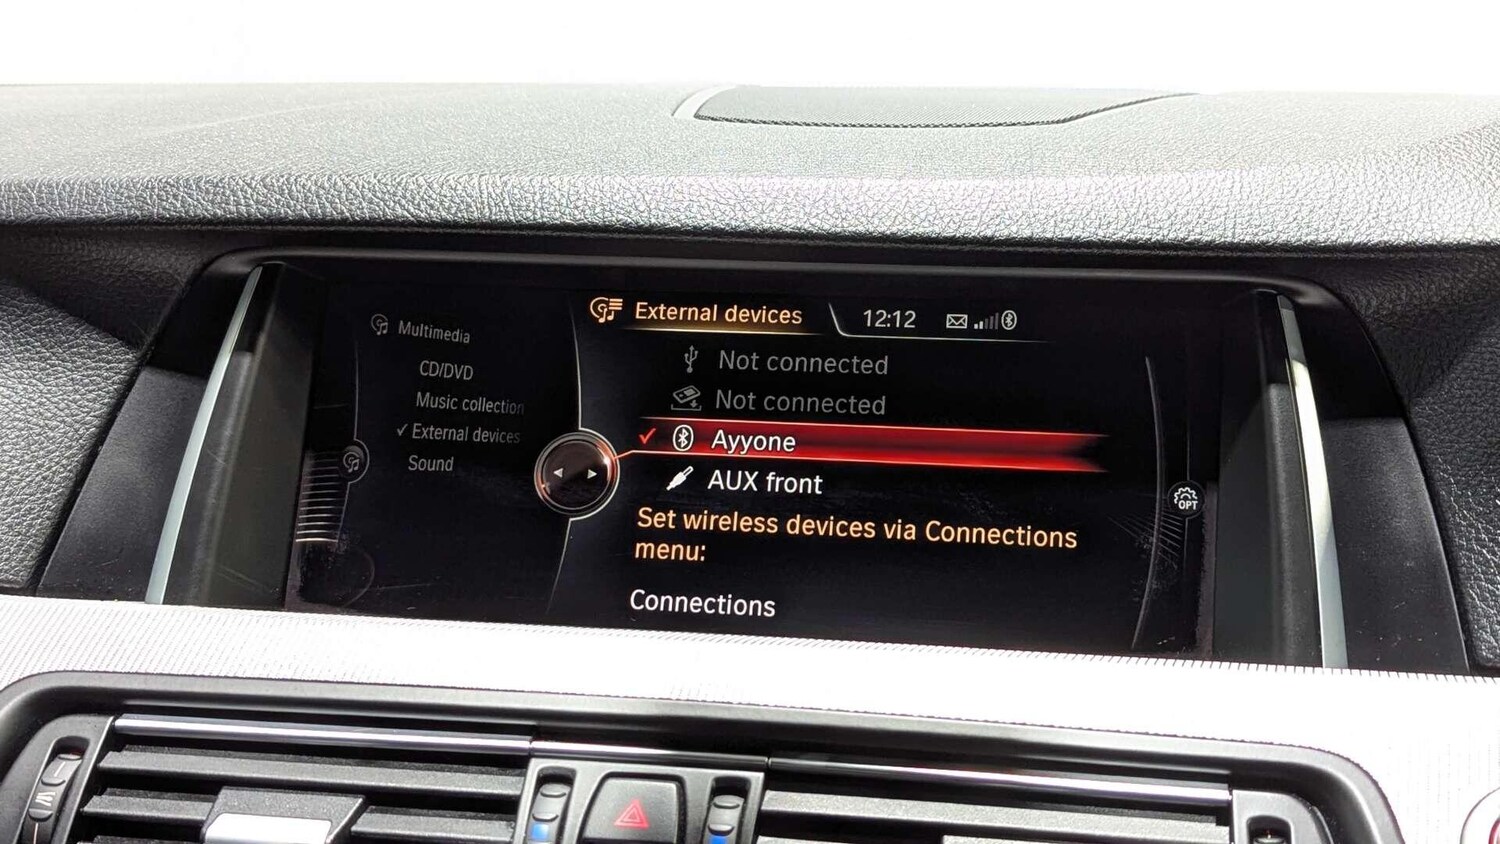 Multimedia
CD/DVD
Music collection
✓ External devices
Sound
External devices
12:12
Not connected
Not connected
Ayyone
AUX front
Set wireless devices via Connections
menu:
Connections
OPT